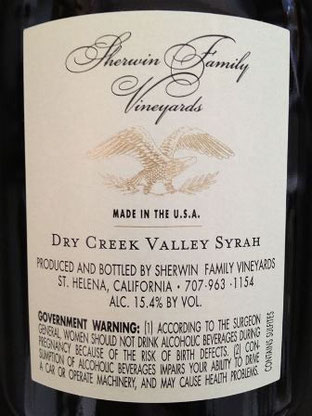 Sherwin Family
Vineyards
MADE IN THE U.S.A.
DRY CREEK VALLEY SYRAH
PRODUCED AND BOTTLED BY SHERWIN FAMILY VINEYARDS
ST. HELENA, CALIFORNIA • 707-963-1154
ALC. 15.4% BY VOL.
GOVERNMENT WARNING: (1) ACCORDING TO THE SURGEON
GENERAL, WOMEN SHOULD NOT DRINK ALCOHOLIC BEVERAGES DURING
PREGNANCY BECAUSE OF THE RISK OF BIRTH DEFECTS. (2) CON-
SUMPTION OF ALCOHOLIC BEVERAGES IMPAIRS YOUR ABILITY TO DRIVE
A CAR OR OPERATE MACHINERY, AND MAY CAUSE HEALTH PROBLEMS.
CONTAINS SULFITES